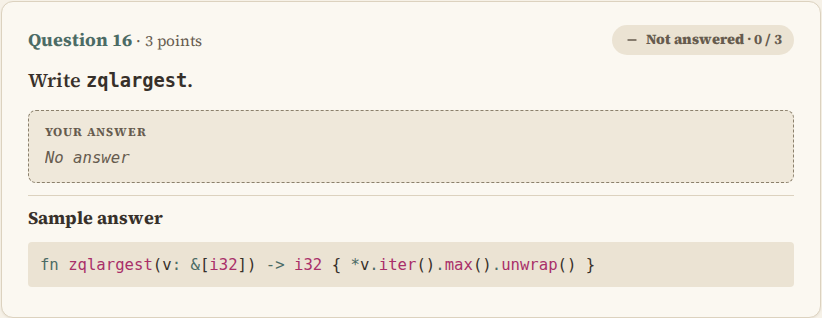 Question 16 · 3 points
– Not answered · 0 / 3
Write zqlargest.
YOUR ANSWER
No answer
Sample answer
fn zqlargest(v: &[i32]) -> i32 { *v.iter().max().unwrap() }